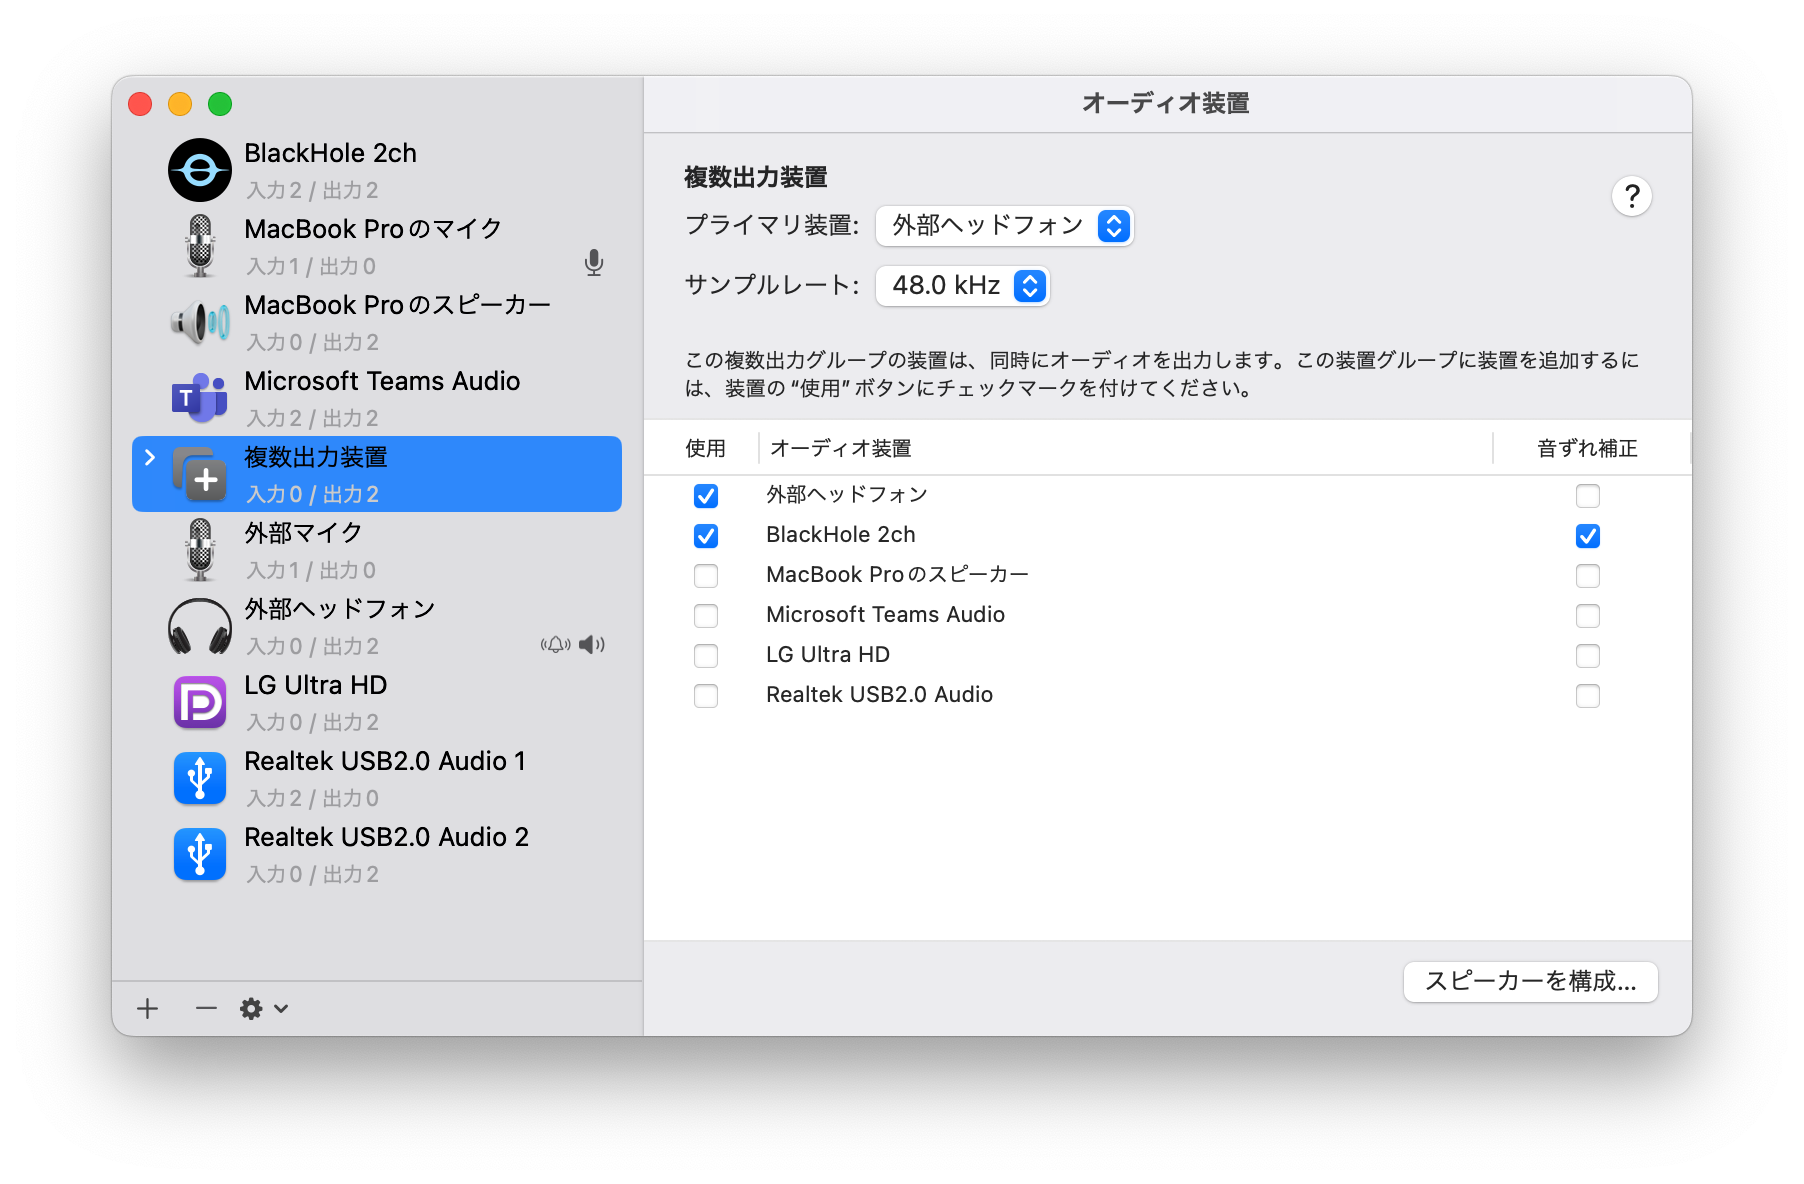 オーディオ装置
BlackHole 2ch
入力 2 / 出力 2
MacBook Proのマイク
入力 1 / 出力 0
MacBook Proのスピーカー
入力 0 / 出力 2
Microsoft Teams Audio
入力 2 / 出力 2
複数出力装置
入力 0 / 出力 2
外部マイク
入力 1 / 出力 0
外部ヘッドフォン
入力 0 / 出力 2
LG Ultra HD
入力 0 / 出力 2
Realtek USB2.0 Audio 1
入力 2 / 出力 0
Realtek USB2.0 Audio 2
入力 0 / 出力 2
複数出力装置
?
プライマリ装置: 外部ヘッドフォン
サンプルレート: 48.0 kHz
この複数出力グループの装置は、同時にオーディオを出力します。この装置グループに装置を追加するに
は、装置の “使用” ボタンにチェックマークを付けてください。
使用 オーディオ装置 音ずれ補正
外部ヘッドフォン
BlackHole 2ch
MacBook Proのスピーカー
Microsoft Teams Audio
LG Ultra HD
Realtek USB2.0 Audio
スピーカーを構成...